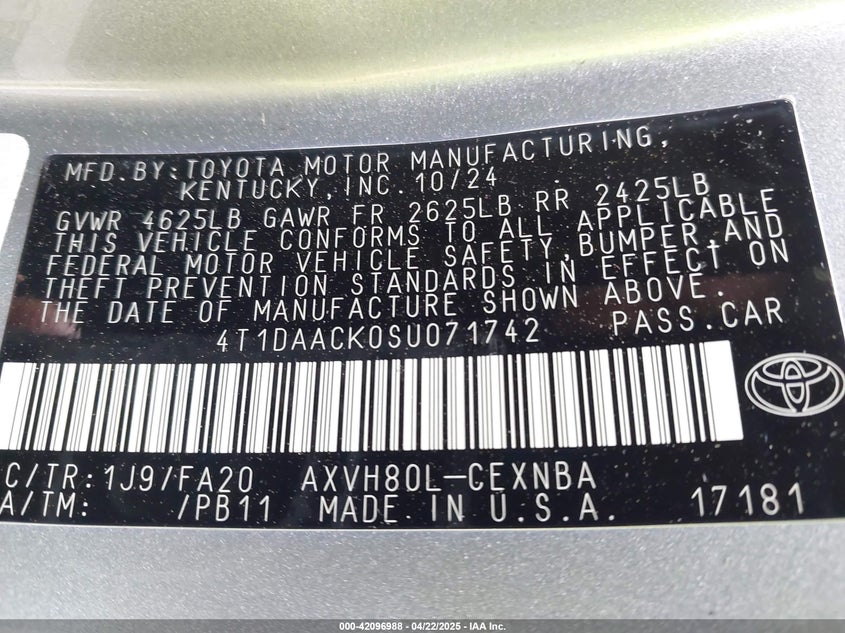 MFD. BY: TOYOTA MOTOR MANUFACTURING,
KENTUCKY, INC. 10/24
GVWR 4625LB GAWR FR 2625LB RR 2425LB
THIS VEHICLE CONFORMS TO ALL APPLICABLE
FEDERAL MOTOR VEHICLE SAFETY, BUMPER, AND
THEFT PREVENTION STANDARDS IN EFFECT ON
THE DATE OF MANUFACTURE SHOWN ABOVE.
4T1DAACK0SU071742 PASS. CAR
C/TR: 1J9/FA20 AXVH80L-CEXNBA
A/TM: /PB11 MADE IN U.S.A. 17181
000-42096988 | 04/22/2025 | IAA Inc.